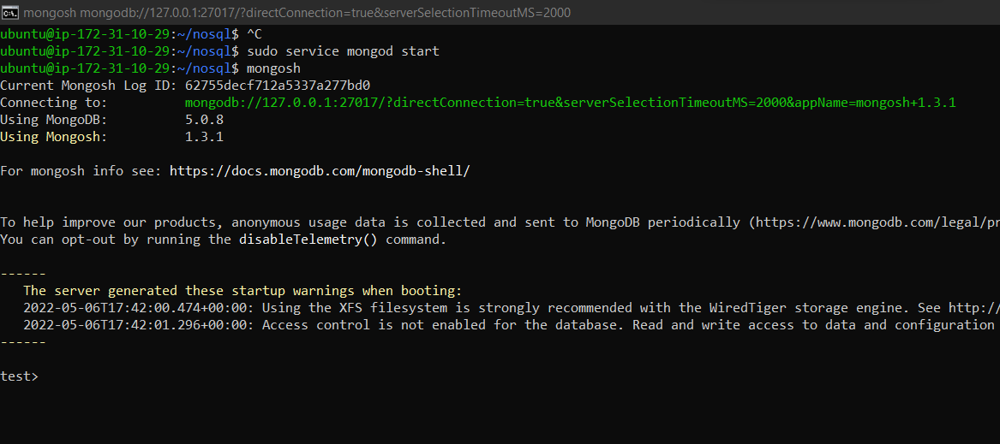 mongosh mongodb://127.0.0.1:27017/?directConnection=true&serverSelectionTimeoutMS=2000
ubuntu@ip-172-31-10-29:~/nosql$ ^C
ubuntu@ip-172-31-10-29:~/nosql$ sudo service mongod start
ubuntu@ip-172-31-10-29:~/nosql$ mongosh
Current Mongosh Log ID: 62755decf712a5337a277bd0
Connecting to: mongodb://127.0.0.1:27017/?directConnection=true&serverSelectionTimeoutMS=2000&appName=mongosh+1.3.1
Using MongoDB: 5.0.8
Using Mongosh: 1.3.1
For mongosh info see: https://docs.mongodb.com/mongodb-shell/
To help improve our products, anonymous usage data is collected and sent to MongoDB periodically (https://www.mongodb.com/legal/pr
You can opt-out by running the disableTelemetry() command.
------
The server generated these startup warnings when booting:
2022-05-06T17:42:00.474+00:00: Using the XFS filesystem is strongly recommended with the WiredTiger storage engine. See http:/
2022-05-06T17:42:01.296+00:00: Access control is not enabled for the database. Read and write access to data and configuration
------
test>